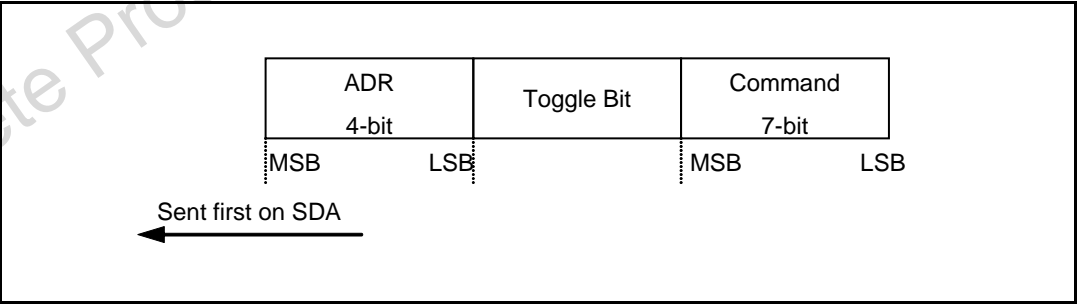 ADR
4-bit
Toggle Bit
Command
7-bit
MSB LSB MSB LSB
Sent first on SDA